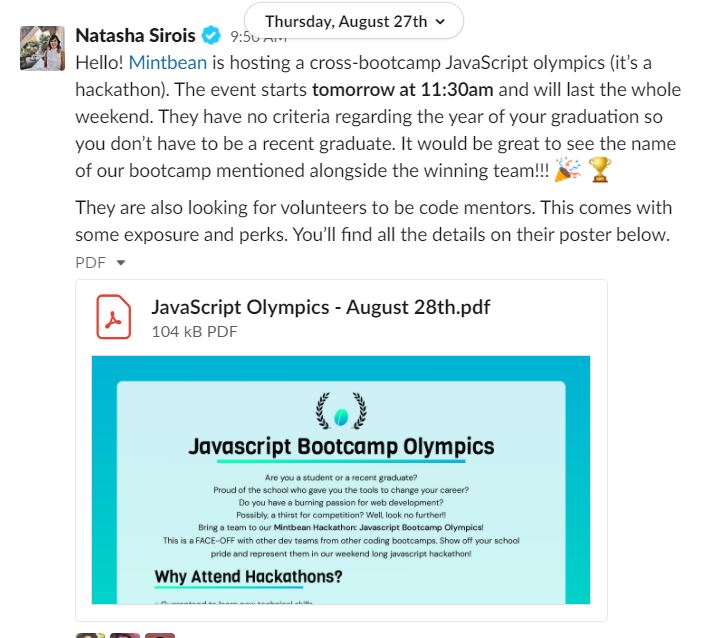 Thursday, August 27th
Natasha Sirois 9:56 AM
Hello! Mintbean is hosting a cross-bootcamp JavaScript olympics (it's a
hackathon). The event starts tomorrow at 11:30am and will last the whole
weekend. They have no criteria regarding the year of your graduation so
you don't have to be a recent graduate. It would be great to see the name
of our bootcamp mentioned alongside the winning team!!! 🎉 🏆
They are also looking for volunteers to be code mentors. This comes with
some exposure and perks. You'll find all the details on their poster below.
PDF
JavaScript Olympics - August 28th.pdf
104 kB PDF
Javascript Bootcamp Olympics
Are you a student or a recent graduate?
Proud of the school who gave you the tools to change your career?
Do you have a burning passion for web development?
Possibly, a thirst for competition? Well, look no further!!
Bring a team to our Mintbean Hackathon: Javascript Bootcamp Olympics!
This is a FACE-OFF with other dev teams from other coding bootcamps. Show off your school
pride and represent them in our weekend long javascript hackathon!
Why Attend Hackathons?